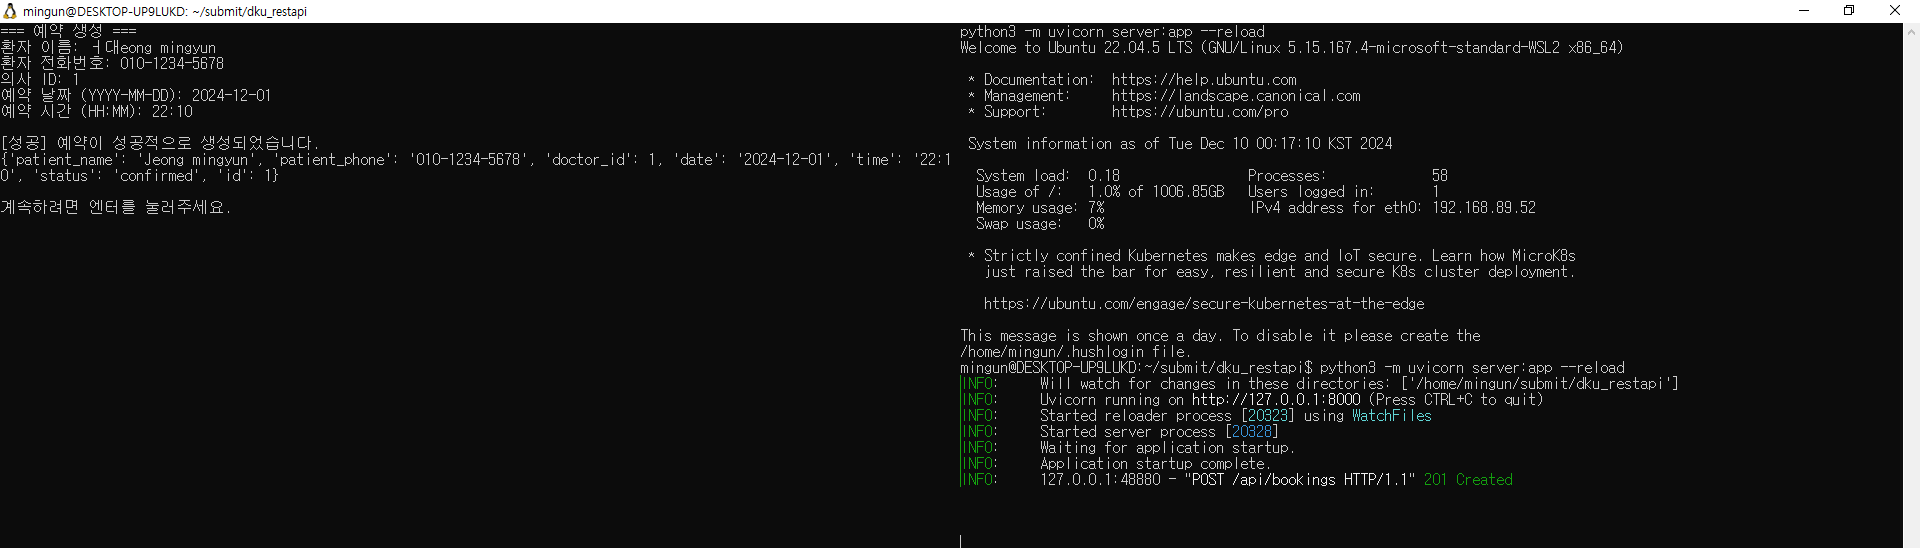 mingun@DESKTOP-UP9LUKD: ~/submit/dku_restapi
=== 예약 생성 ===
환자 이름: ㅓ대eong mingyun
환자 전화번호: 010-1234-5678
의사 ID: 1
예약 날짜 (YYYY-MM-DD): 2024-12-01
예약 시간 (HH:MM): 22:10
[성공] 예약이 성공적으로 생성되었습니다.
{'patient_name': 'Jeong mingyun', 'patient_phone': '010-1234-5678', 'doctor_id': 1, 'date': '2024-12-01', 'time': '22:1
0', 'status': 'confirmed', 'id': 1}
계속하려면 엔터를 눌러주세요.
python3 -m uvicorn server:app --reload
Welcome to Ubuntu 22.04.5 LTS (GNU/Linux 5.15.167.4-microsoft-standard-WSL2 x86_64)
* Documentation:  https://help.ubuntu.com
* Management:     https://landscape.canonical.com
* Support:        https://ubuntu.com/pro
System information as of Tue Dec 10 00:17:10 KST 2024
System load:  0.18                Processes:             58
Usage of /:   1.0% of 1006.85GB   Users logged in:       1
Memory usage: 7%                  IPv4 address for eth0: 192.168.89.52
Swap usage:   0%
* Strictly confined Kubernetes makes edge and IoT secure. Learn how MicroK8s
just raised the bar for easy, resilient and secure K8s cluster deployment.
https://ubuntu.com/engage/secure-kubernetes-at-the-edge
This message is shown once a day. To disable it please create the
/home/mingun/.hushlogin file.
mingun@DESKTOP-UP9LUKD:~/submit/dku_restapi$ python3 -m uvicorn server:app --reload
INFO:     Will watch for changes in these directories: ['/home/mingun/submit/dku_restapi']
INFO:     Uvicorn running on http://127.0.0.1:8000 (Press CTRL+C to quit)
INFO:     Started reloader process [20323] using WatchFiles
INFO:     Started server process [20328]
INFO:     Waiting for application startup.
INFO:     Application startup complete.
INFO:     127.0.0.1:48880 - "POST /api/bookings HTTP/1.1" 201 Created